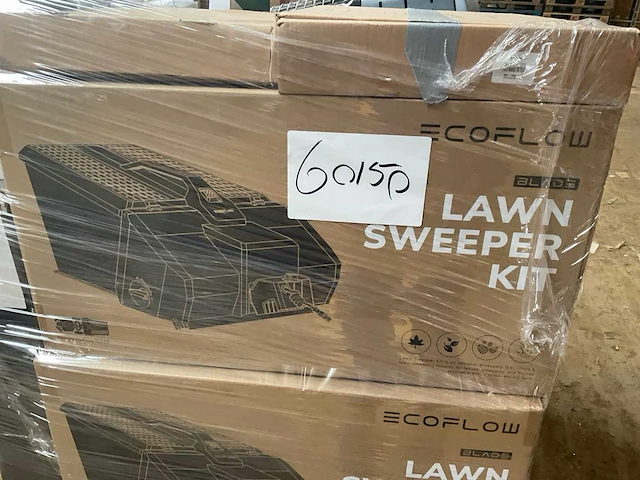 ECOFLOW
60150
BLADE
LAWN
SWEEPER
KIT
ECOFLOW
BLADE
LAWN